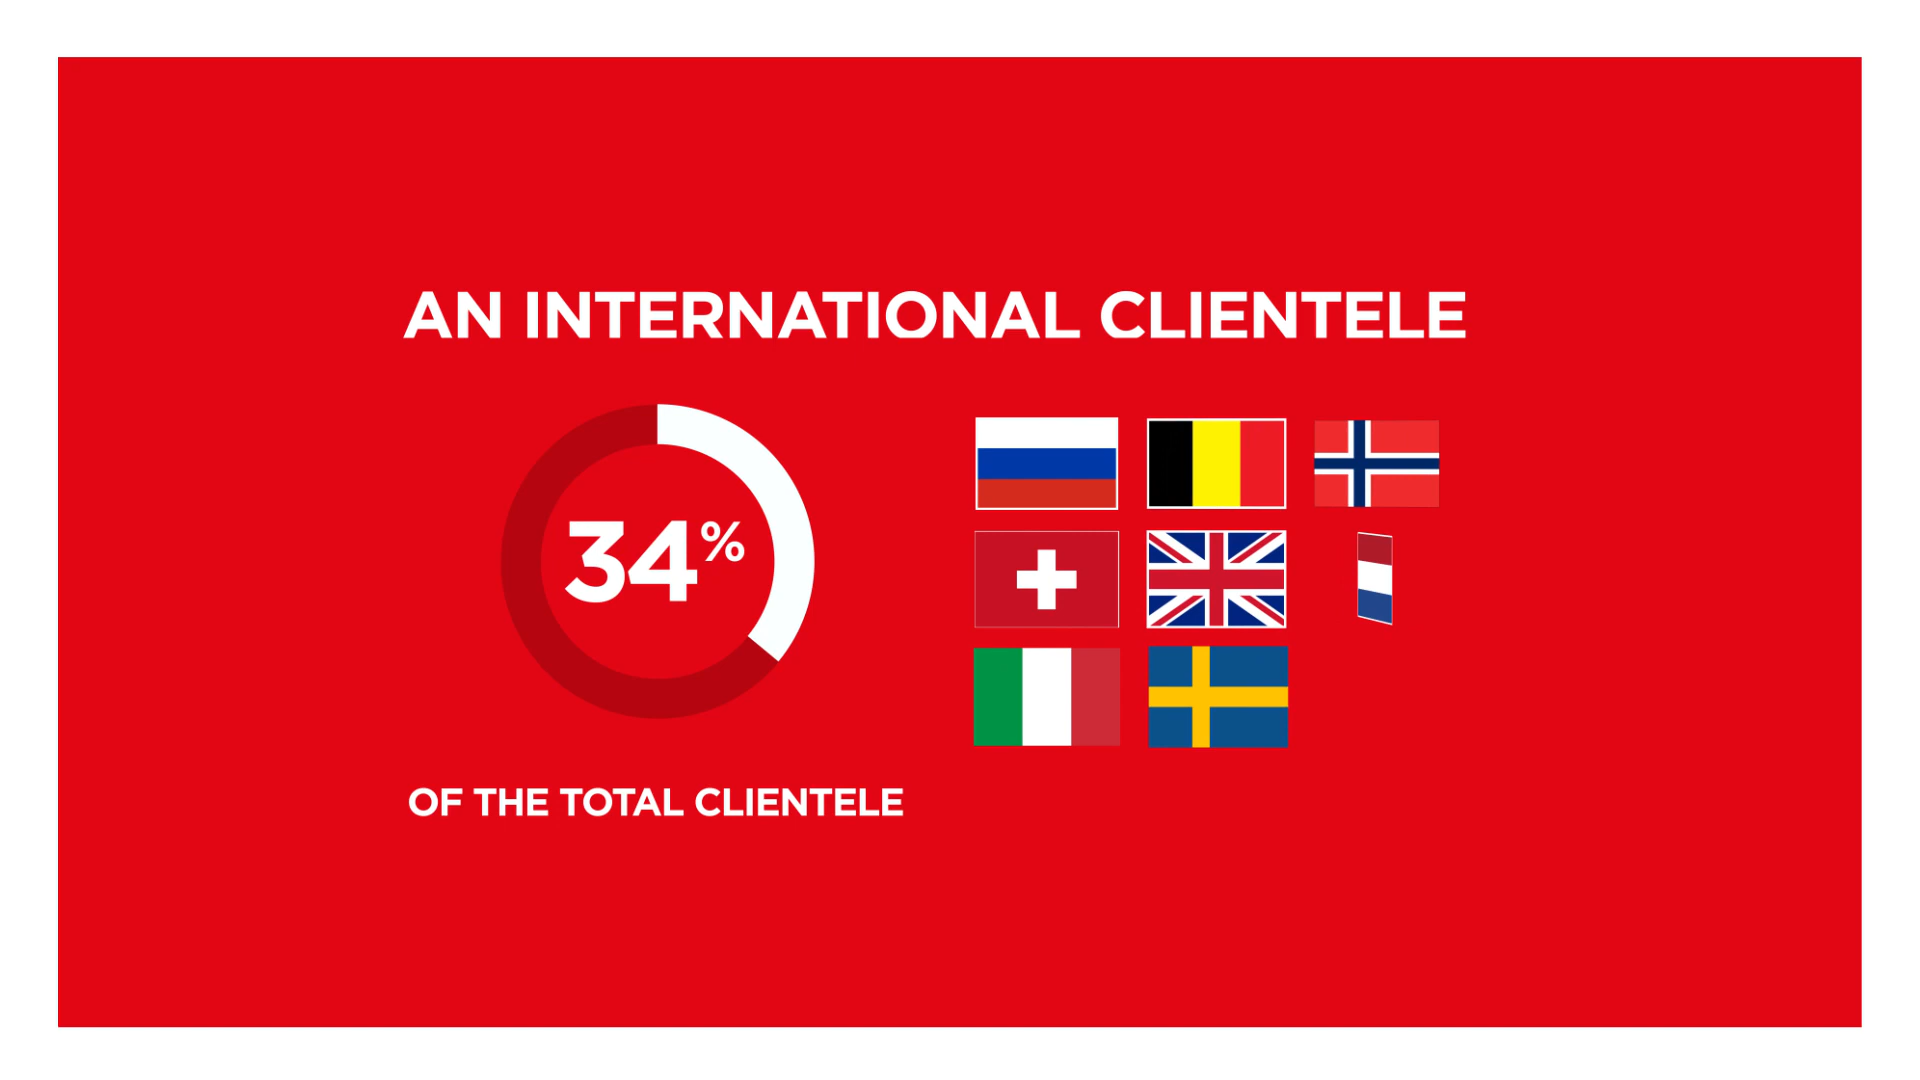 AN INTERNATIONAL CLIENTELE
34%
OF THE TOTAL CLIENTELE